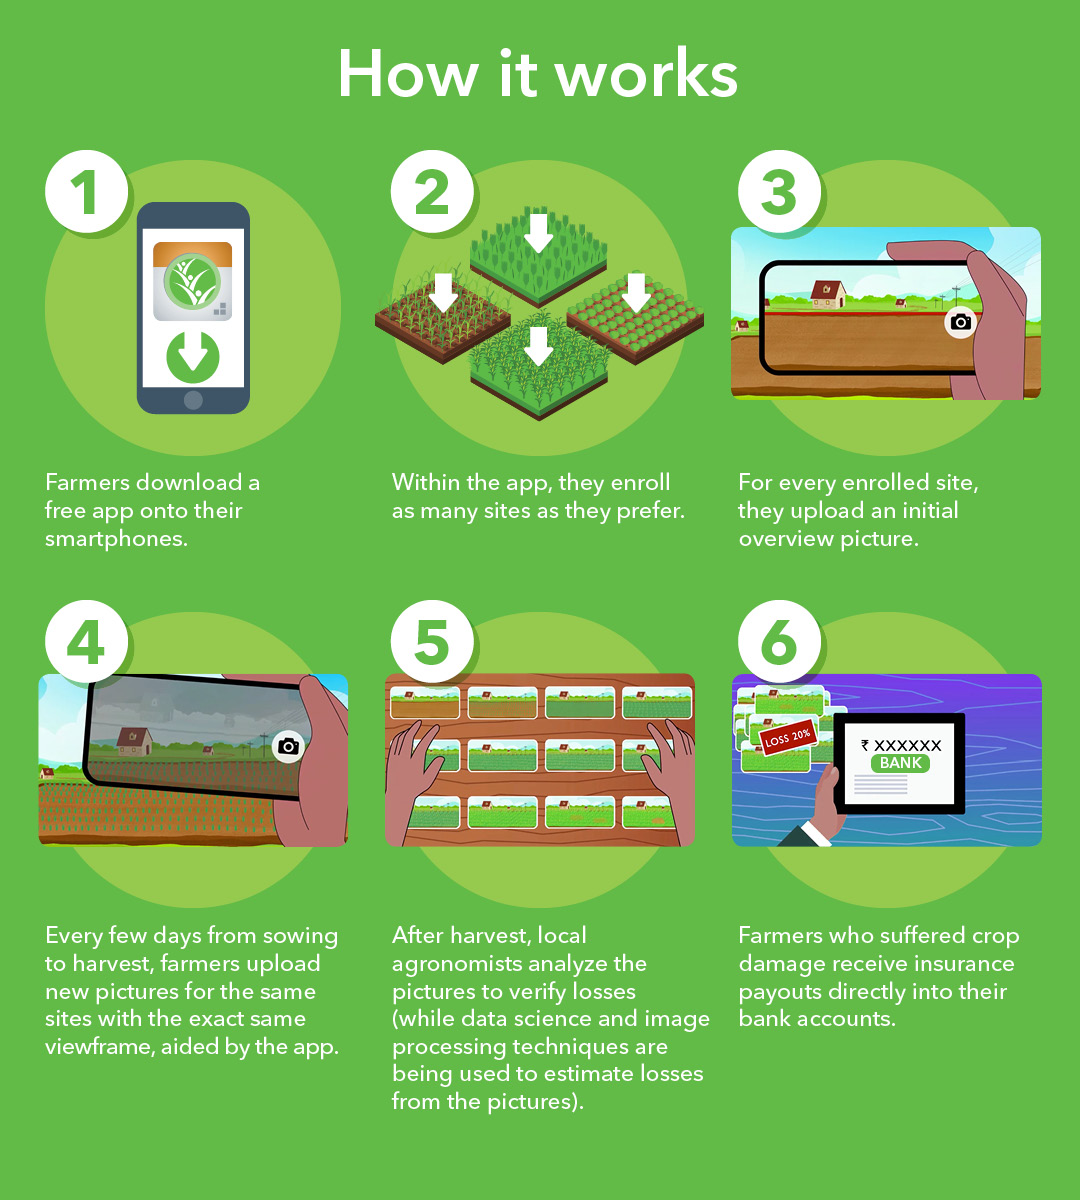 How it works
1
Farmers download a
free app onto their
smartphones.
2
Within the app, they enroll
as many sites as they prefer.
3
For every enrolled site,
they upload an initial
overview picture.
4
Every few days from sowing
to harvest, farmers upload
new pictures for the same
sites with the exact same
viewframe, aided by the app.
5
After harvest, local
agronomists analyze the
pictures to verify losses
(while data science and image
processing techniques are
being used to estimate losses
from the pictures).
6
LOSS 20%
₹ XXXXXX
BANK
Farmers who suffered crop
damage receive insurance
payouts directly into their
bank accounts.